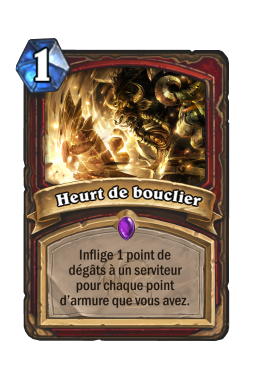 1
Heurt de bouclier
Inflige 1 point de
dégâts à un serviteur
pour chaque point
d'armure que vous avez.